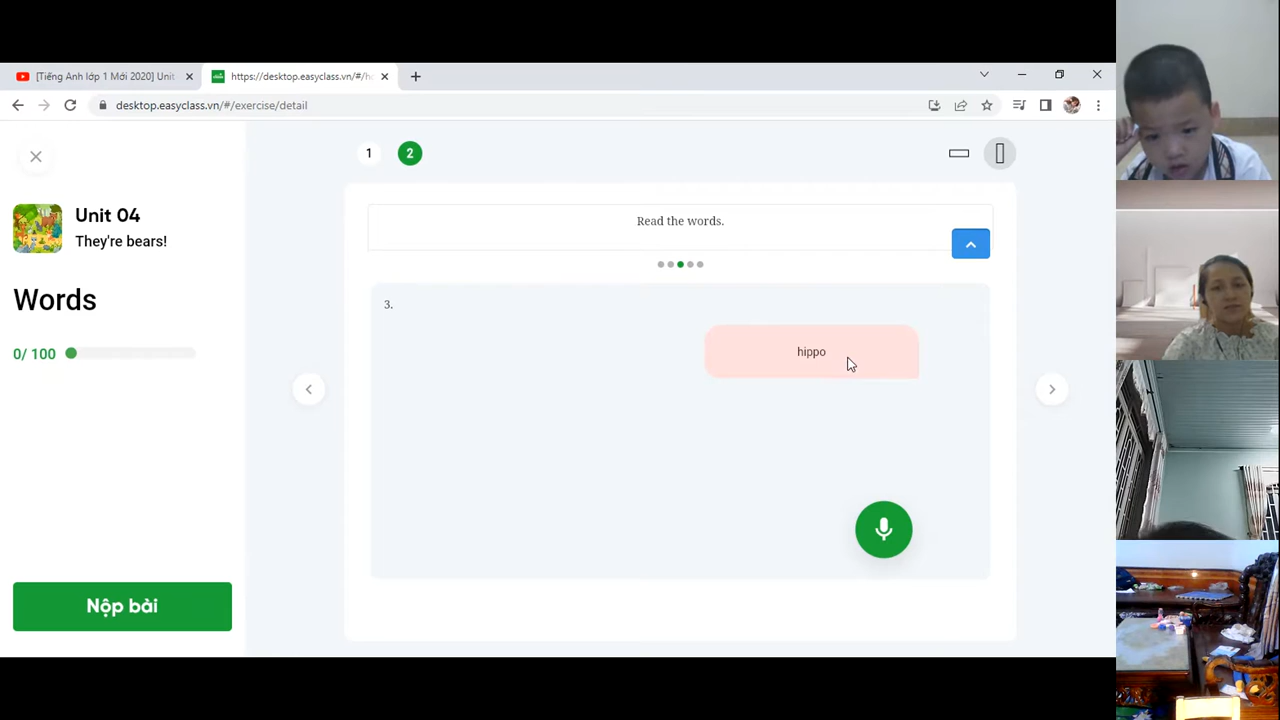 [Tiếng Anh lớp 1 Mới 2020] Unit
https://desktop.easyclass.vn/#/ho
desktop.easyclass.vn/#/exercise/detail
1
2
Unit 04
They're bears!
Words
0/ 100
Nộp bài
Read the words.
3.
hippo